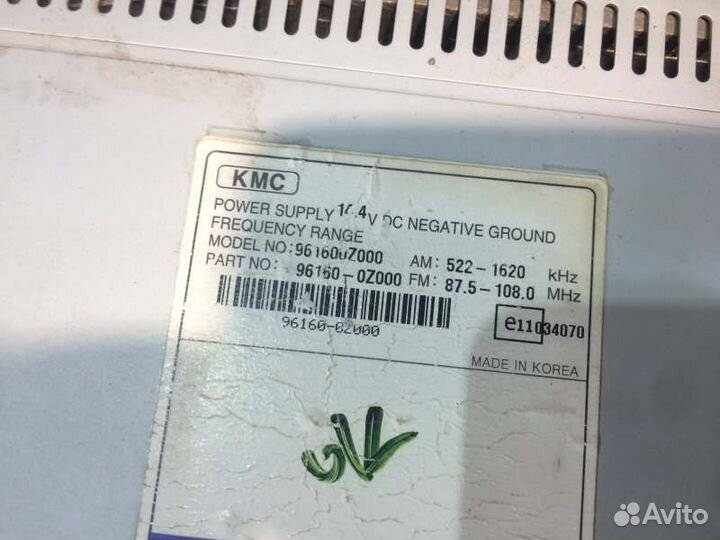 KMC
POWER SUPPLY 14.4V DC NEGATIVE GROUND
FREQUENCY RANGE
MODEL NO: 961600Z000 AM: 522-1620 kHz
PART NO: 96160-0Z000 FM: 87.5-108.0 MHz
96160-0Z000
e11034070
MADE IN KOREA
Avito